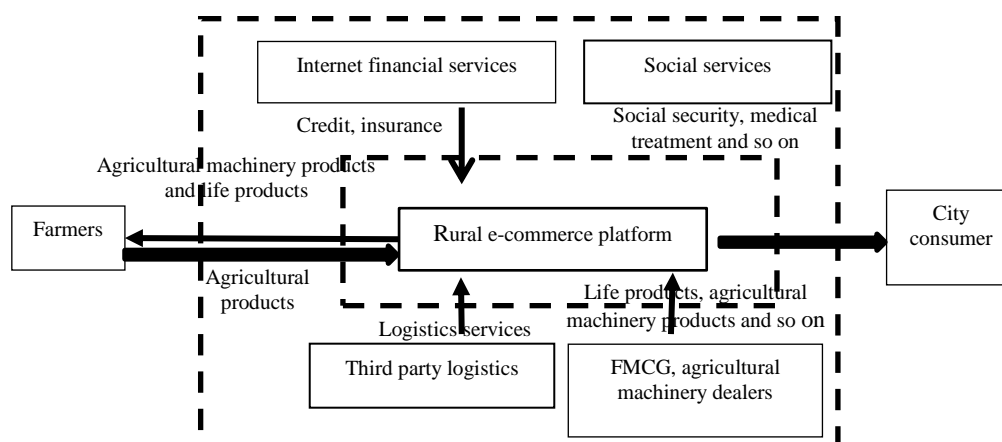 Internet financial services
Social services
Credit, insurance
Social security, medical
treatment and so on
Agricultural machinery products
and life products
Farmers
Rural e-commerce platform
City
consumer
Agricultural
products
Life products, agricultural
machinery products and so on
Logistics services
Third party logistics
FMCG, agricultural
machinery dealers